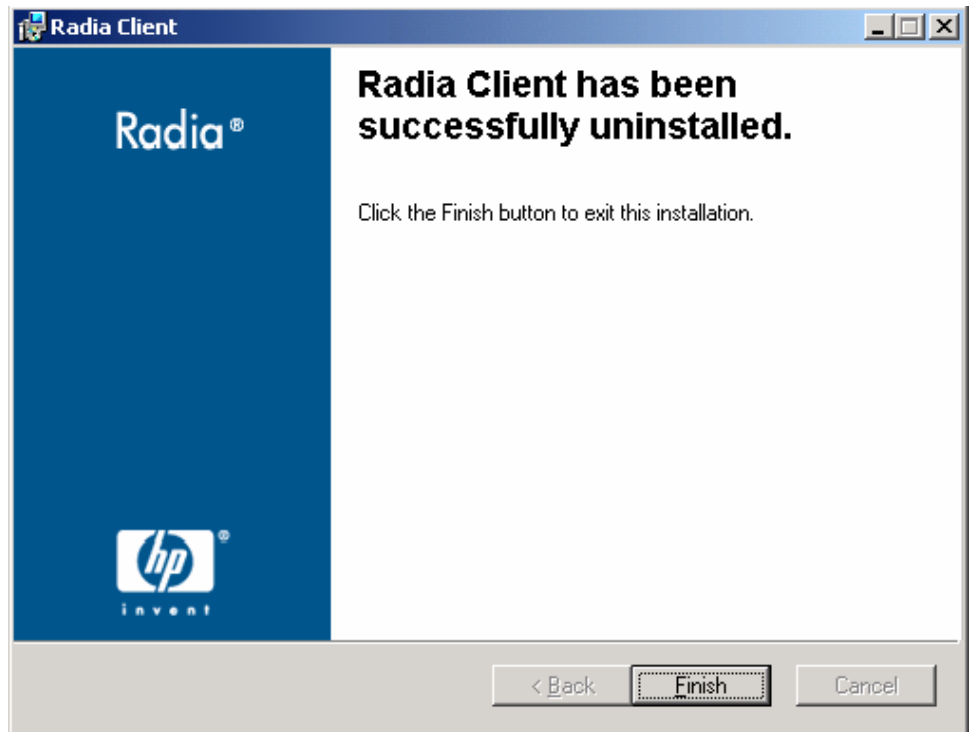 Radia Client
Radia®
Radia Client has been
successfully uninstalled.
Click the Finish button to exit this installation.
hp®
invent
< Back
Finish
Cancel